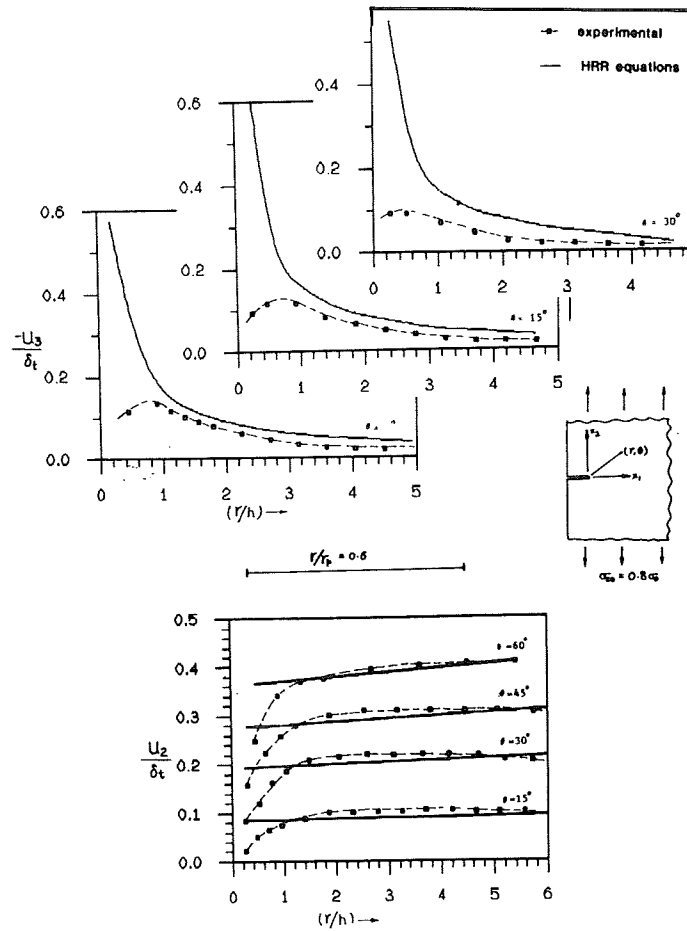 experimental
HRR equations
0.4
0.2
0.0
θ = 30°
0 1 2 3 4
0.6
0.4
0.2
0.0
θ = 15°
0 1 2 3 4 5
0.6
0.4
0.2
0.0
-U₃
δt
0 1 2 3 4 5
(r/h) →
x₂
(r,θ)
x₁
σ∞ = 0.8σ₀
r/rₚ = 0.6
0.5
0.4
0.3
0.2
0.1
0.0
U₂
δt
θ =60°
θ =45°
θ =30°
θ =15°
0 1 2 3 4 5 6
(r/h) →